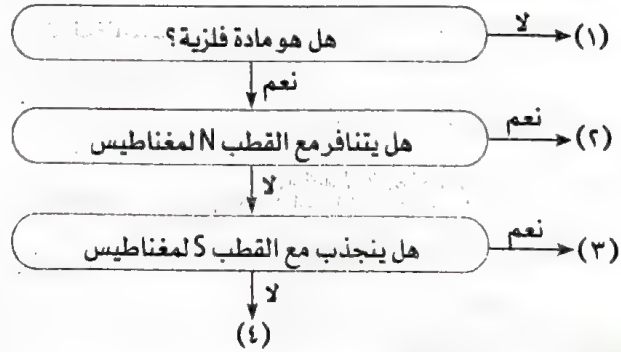 هل هو مادة فلزية؟
لا
(١)
نعم
هل يتنافر مع القطب N لمغناطيس
نعم
(٢)
لا
هل ينجذب مع القطب S لمغناطيس
نعم
(٣)
لا
(٤)